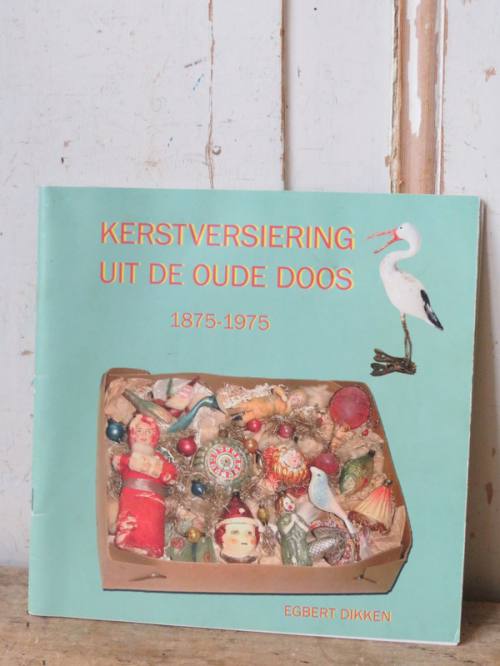 KERSTVERSIERING
UIT DE OUDE DOOS
1875-1975
EGBERT DIKKEN